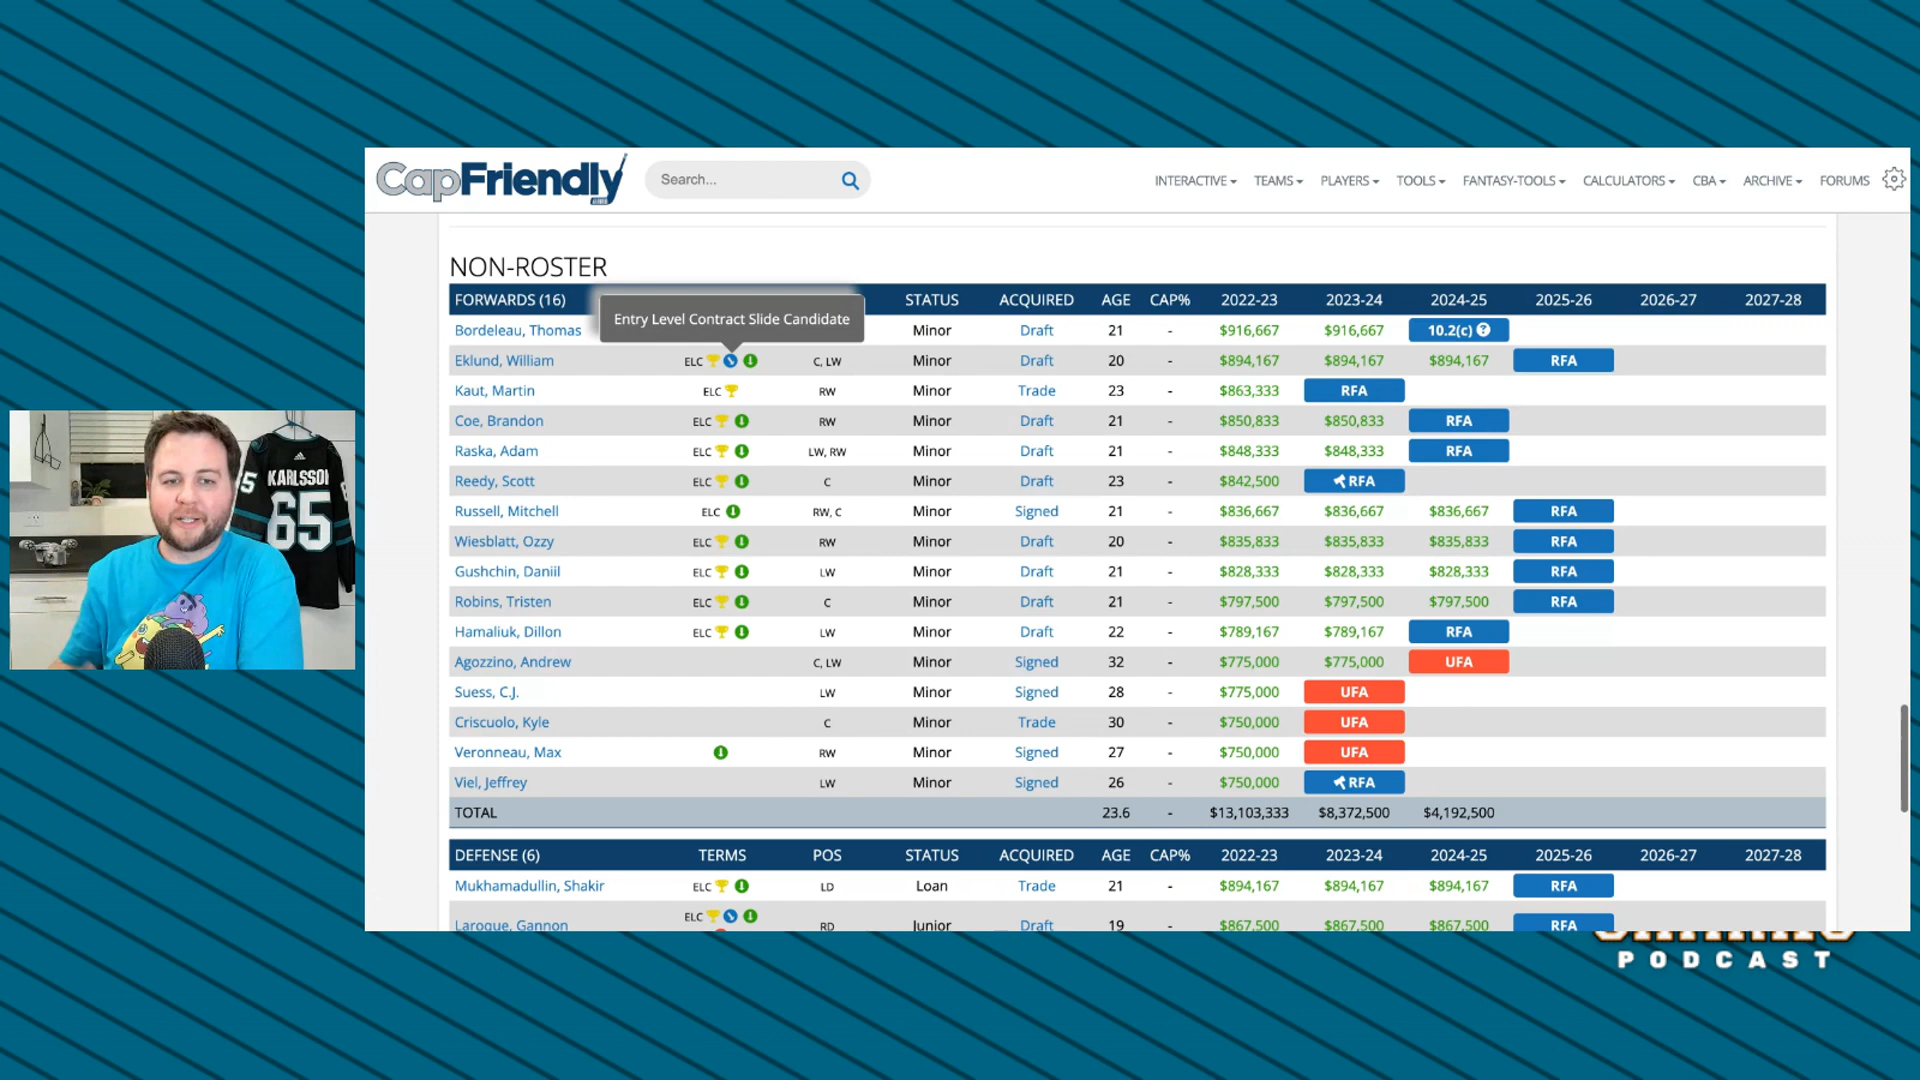 CapFriendly
Search...
INTERACTIVE TEAMS PLAYERS TOOLS FANTASY-TOOLS CALCULATORS CBA ARCHIVE FORUMS
NON-ROSTER
FORWARDS (16) STATUS ACQUIRED AGE CAP% 2022-23 2023-24 2024-25 2025-26 2026-27 2027-28
Entry Level Contract Slide Candidate
Bordeleau, Thomas Minor Draft 21 - $916,667 $916,667 10.2(c) ?
Eklund, William ELC C, LW Minor Draft 20 - $894,167 $894,167 $894,167 RFA
Kaut, Martin ELC RW Minor Trade 23 - $863,333 RFA
Coe, Brandon ELC RW Minor Draft 21 - $850,833 $850,833 RFA
Raska, Adam ELC LW, RW Minor Draft 21 - $848,333 $848,333 RFA
Reedy, Scott ELC C Minor Draft 23 - $842,500 RFA
Russell, Mitchell ELC RW, C Minor Signed 21 - $836,667 $836,667 $836,667 RFA
Wiesblatt, Ozzy ELC RW Minor Draft 20 - $835,833 $835,833 $835,833 RFA
Gushchin, Daniil ELC LW Minor Draft 21 - $828,333 $828,333 $828,333 RFA
Robins, Tristen ELC C Minor Draft 21 - $797,500 $797,500 $797,500 RFA
Hamaliuk, Dillon ELC LW Minor Draft 22 - $789,167 $789,167 RFA
Agozzino, Andrew C, LW Minor Signed 32 - $775,000 $775,000 UFA
Suess, C.J. LW Minor Signed 28 - $775,000 UFA
Criscuolo, Kyle C Minor Trade 30 - $750,000 UFA
Veronneau, Max RW Minor Signed 27 - $750,000 UFA
Viel, Jeffrey LW Minor Signed 26 - $750,000 RFA
TOTAL 23.6 - $13,103,333 $8,372,500 $4,192,500
DEFENSE (6) TERMS POS STATUS ACQUIRED AGE CAP% 2022-23 2023-24 2024-25 2025-26 2026-27 2027-28
Mukhamadullin, Shakir ELC LD Loan Trade 21 - $894,167 $894,167 $894,167 RFA
Laroque, Gannon ELC RD Junior Draft 19 - $867,500 $867,500 $867,500 RFA
KARLSSON
65
5
PODCAST